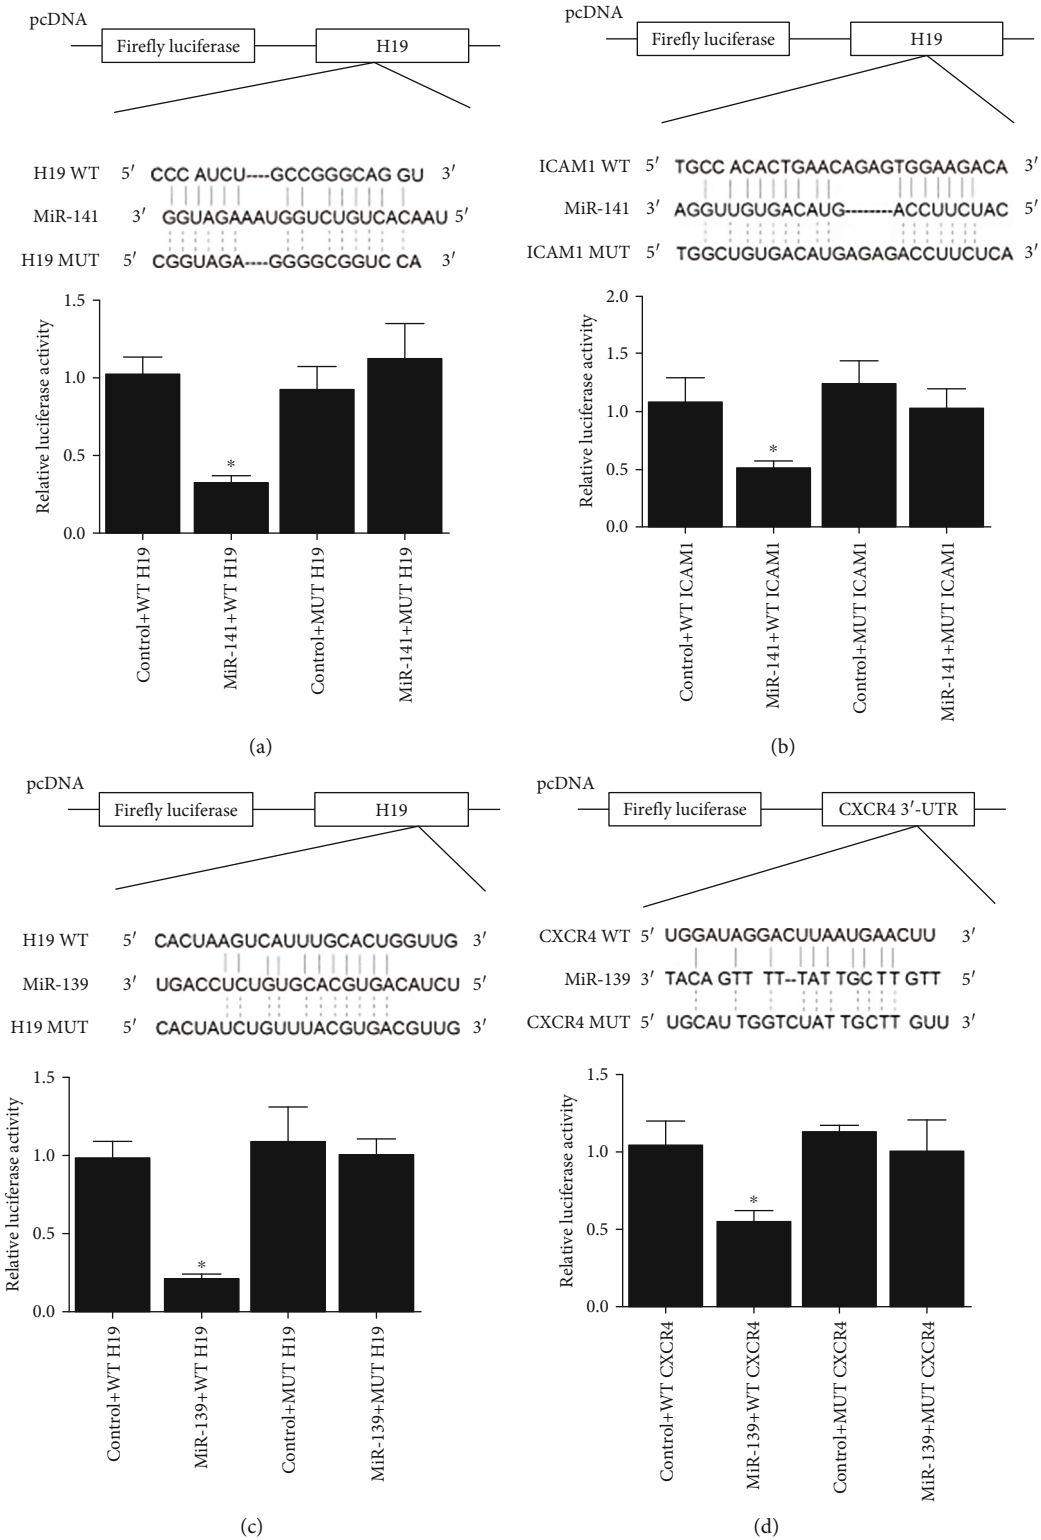 pcDNA
Firefly luciferase
H19
H19 WT 5′ CCC AUCU----GCCGGGCAG GU 3′
MiR-141 3′ GGUAGAAAUGGUCUGUCACAAU 5′
H19 MUT 5′ CGGUAGA----GGGGCGGUC CA 3′
Relative luciferase activity
1.5
1.0
0.5
0.0
*
Control+WT H19
MiR-141+WT H19
Control+MUT H19
MiR-141+MUT H19
(a)
pcDNA
Firefly luciferase
H19
ICAM1 WT 5′ TGCC ACACTGAACAGAGTGGAAGACA 3′
MiR-141 3′ AGGUUGUGACAUG--------ACCUUCUAC 5′
ICAM1 MUT 5′ TGGCUGUGACAUGAGAGACCUUCUCA 3′
Relative luciferase activity
2.0
1.5
1.0
0.5
0.0
*
Control+WT ICAM1
MiR-141+WT ICAM1
Control+MUT ICAM1
MiR-141+MUT ICAM1
(b)
pcDNA
Firefly luciferase
H19
H19 WT 5′ CACUAAGUCAUUUGCACUGGUUG 3′
MiR-139 3′ UGACCUCUGUGCACGUGACAUCU 5′
H19 MUT 5′ CACUAUCUGUUUACGUGACGUUG 3′
Relative luciferase activity
1.5
1.0
0.5
0.0
*
Control+WT H19
MiR-139+WT H19
Control+MUT H19
MiR-139+MUT H19
(c)
pcDNA
Firefly luciferase
CXCR4 3′-UTR
CXCR4 WT 5′ UGGAUAGGACUUAAUGAACUU 3′
MiR-139 3′ TACA GTT TT--TAT TGCTT GTT 5′
CXCR4 MUT 5′ UGCAU TGGTCUAT TGCTT GUU 3′
Relative luciferase activity
1.5
1.0
0.5
0.0
*
Control+WT CXCR4
MiR-139+WT CXCR4
Control+MUT CXCR4
MiR-139+MUT CXCR4
(d)